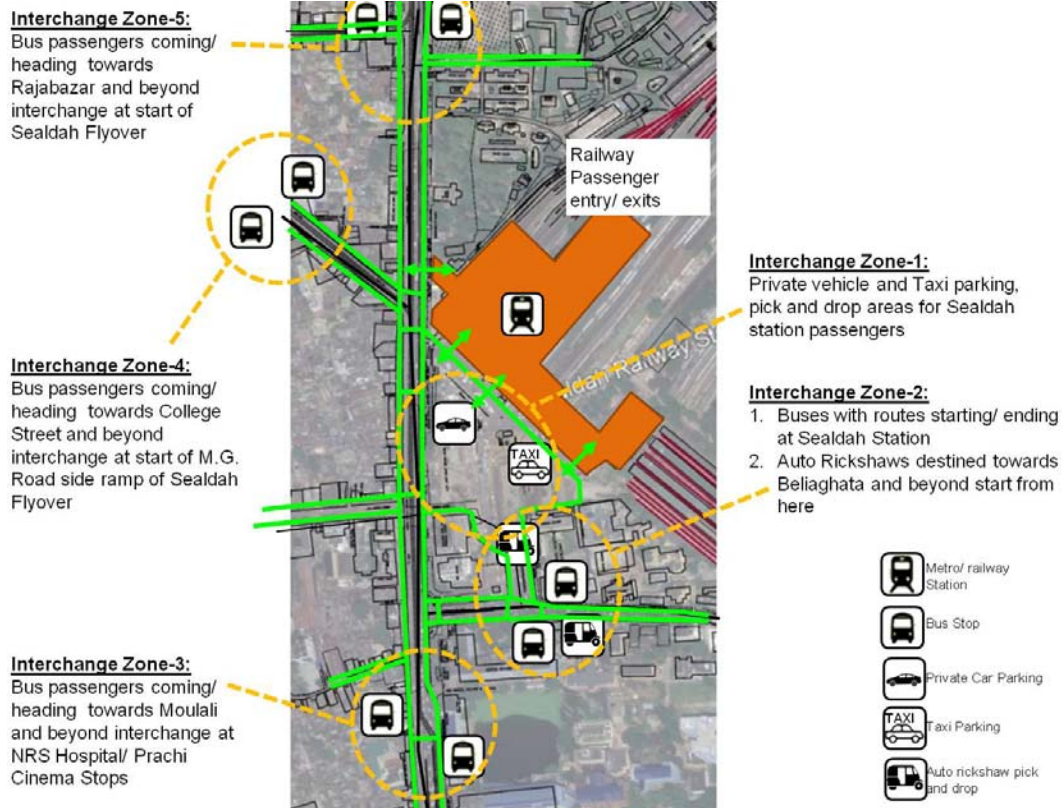 Interchange Zone-5:
Bus passengers coming/
heading towards
Rajabazar and beyond
interchange at start of
Sealdah Flyover
Railway
Passenger
entry/ exits
Interchange Zone-4:
Bus passengers coming/
heading towards College
Street and beyond
interchange at start of M.G.
Road side ramp of Sealdah
Flyover
Interchange Zone-1:
Private vehicle and Taxi parking,
pick and drop areas for Sealdah
station passengers
Interchange Zone-2:
1. Buses with routes starting/ ending
at Sealdah Station
2. Auto Rickshaws destined towards
Beliaghata and beyond start from
here
ldah Railway St
TAXI
Interchange Zone-3:
Bus passengers coming/
heading towards Moulali
and beyond interchange at
NRS Hospital/ Prachi
Cinema Stops
Metro/ railway
Station
Bus Stop
Private Car Parking
TAXI
Taxi Parking
Auto rickshaw pick
and drop